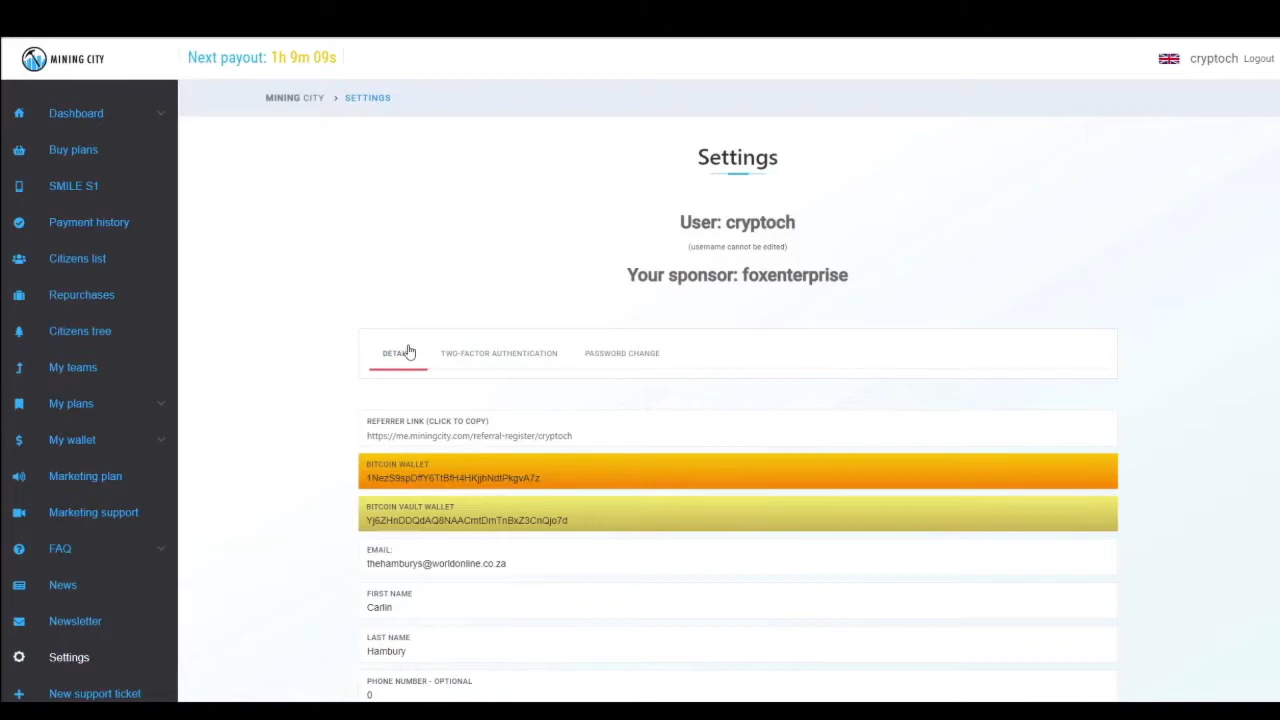 MINING CITY
Next payout: 1h 9m 09s
cryptoch Logout
MINING CITY > SETTINGS
Dashboard
Buy plans
SMILE S1
Payment history
Citizens list
Repurchases
Citizens tree
My teams
My plans
My wallet
Marketing plan
Marketing support
FAQ
News
Newsletter
Settings
New support ticket
Settings
User: cryptoch
(username cannot be edited)
Your sponsor: foxenterprise
TWO-FACTOR AUTHENTICATION
PASSWORD CHANGE
REFERRER LINK (CLICK TO COPY)
https://me.miningcity.com/referral-register/cryptoch
BITCOIN WALLET
BITCOIN VAULT WALLET
EMAIL:
thehamburys@worldonline.co.za
FIRST NAME
Carlin
LAST NAME
Hambury
PHONE NUMBER - OPTIONAL
0